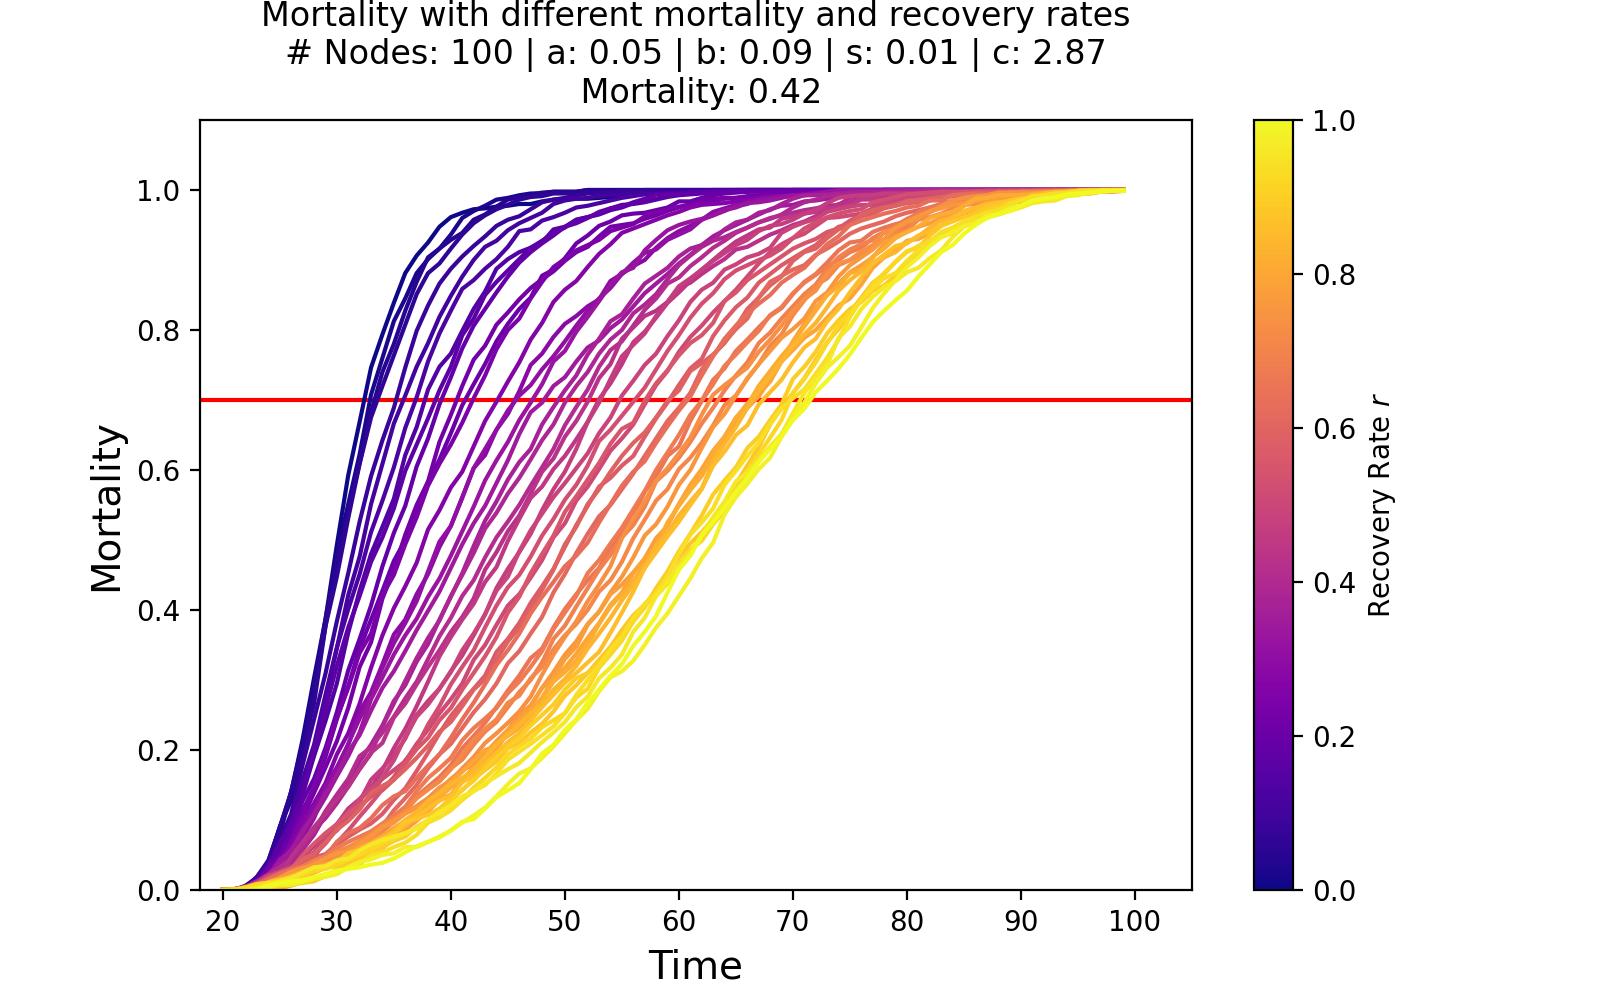 Mortality with different mortality and recovery rates
# Nodes: 100 | a: 0.05 | b: 0.09 | s: 0.01 | c: 2.87
Mortality: 0.42
Mortality
1.0
0.8
0.6
0.4
0.2
0.0
20 30 40 50 60 70 80 90 100
Time
1.0
0.8
0.6
0.4
0.2
0.0
Recovery Rate r